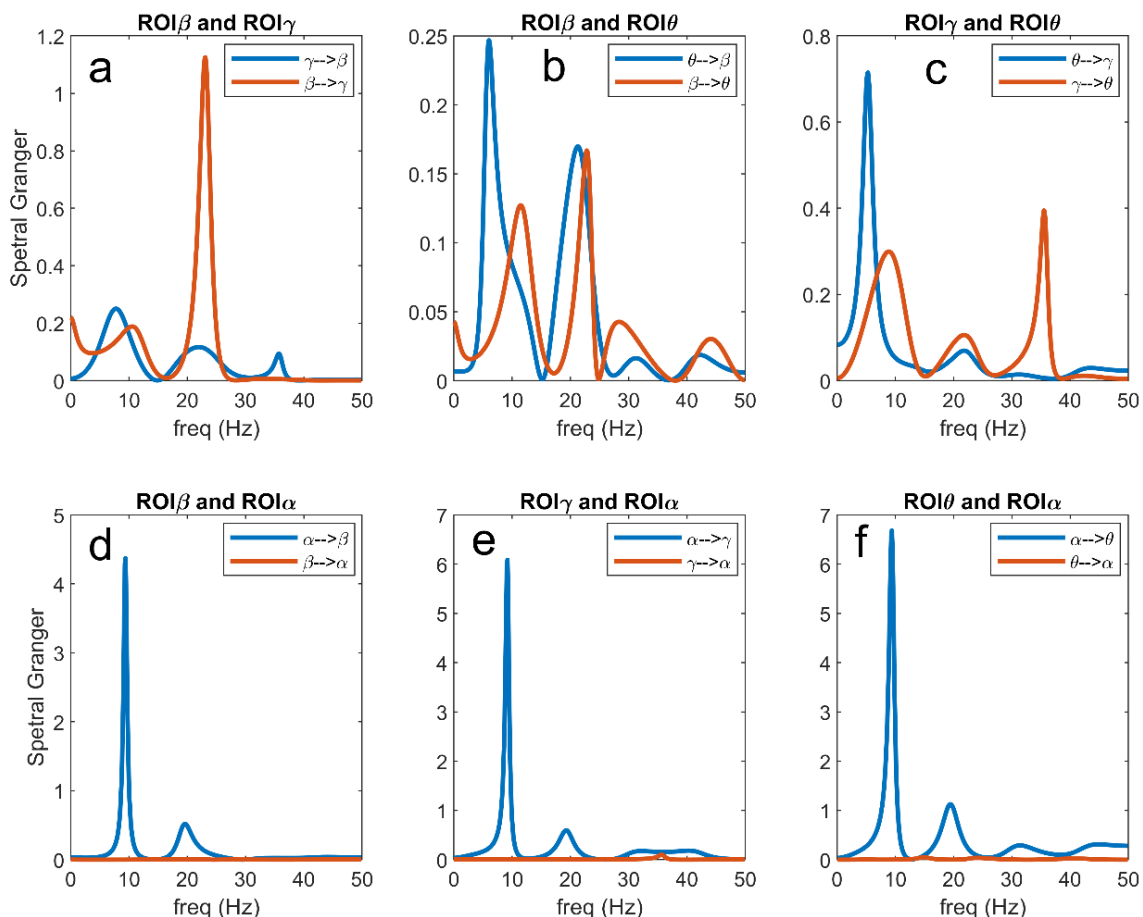 ROIβ and ROIγ
ROIβ and ROIθ
ROIγ and ROIθ
a
γ-->β
β-->γ
b
θ-->β
β-->θ
c
θ-->γ
γ-->θ
Spetral Granger
1.2
1
0.8
0.6
0.4
0.2
0
0 10 20 30 40 50
freq (Hz)
0.25
0.2
0.15
0.1
0.05
0
0 10 20 30 40 50
freq (Hz)
0.8
0.6
0.4
0.2
0
0 10 20 30 40 50
freq (Hz)
ROIβ and ROIα
ROIγ and ROIα
ROIθ and ROIα
d
α-->β
β-->α
e
α-->γ
γ-->α
f
α-->θ
θ-->α
Spetral Granger
5
4
3
2
1
0
0 10 20 30 40 50
freq (Hz)
7
6
5
4
3
2
1
0
0 10 20 30 40 50
freq (Hz)
7
6
5
4
3
2
1
0
0 10 20 30 40 50
freq (Hz)